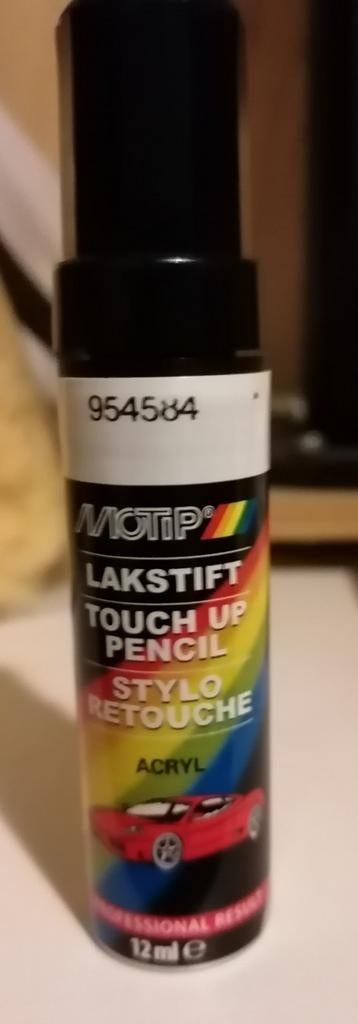 954584
MOTIP®
LAKSTIFT
TOUCH UP
PENCIL
STYLO
RETOUCHE
ACRYL
PROFESSIONAL RESULT
12ml ℮